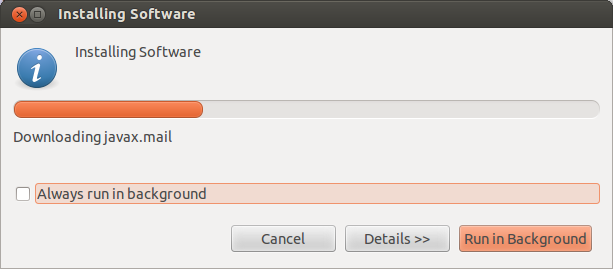 Installing Software
Installing Software
Downloading javax.mail
Always run in background
Cancel
Details >>
Run in Background